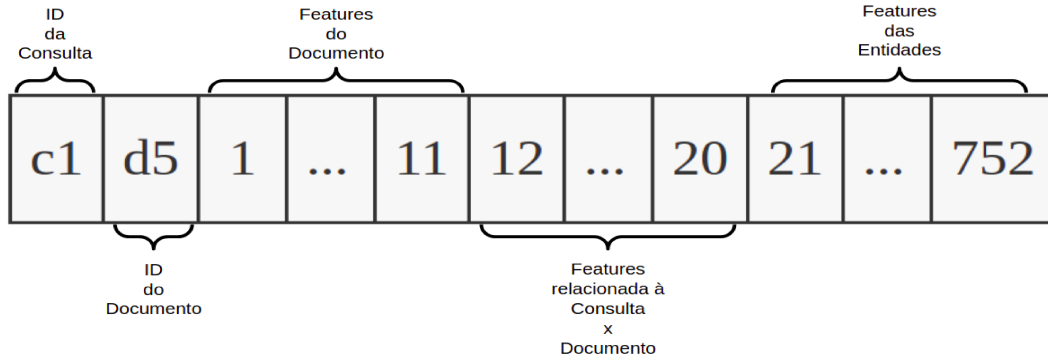 ID
da
Consulta
Features
do
Documento
Features
das
Entidades
c1 d5 1 ... 11 12 ... 20 21 ... 752
ID
do
Documento
Features
relacionada à
Consulta
x
Documento